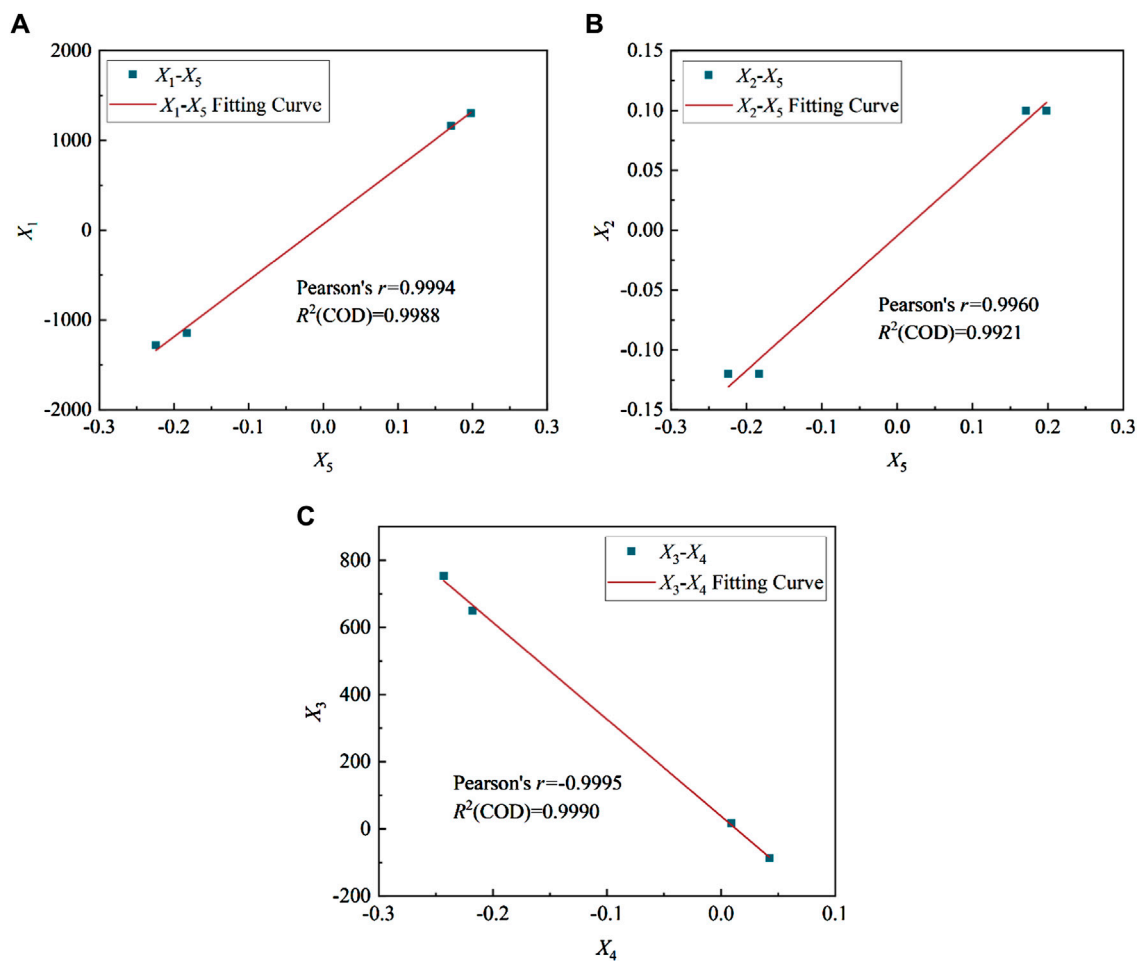 A
2000
1000
0
-1000
-2000
X1
X1-X5
X1-X5 Fitting Curve
Pearson's r=0.9994
R2(COD)=0.9988
-0.3 -0.2 -0.1 0.0 0.1 0.2 0.3
X5
B
0.15
0.10
0.05
0.00
-0.05
-0.10
-0.15
X2
X2-X5
X2-X5 Fitting Curve
Pearson's r=0.9960
R2(COD)=0.9921
-0.3 -0.2 -0.1 0.0 0.1 0.2 0.3
X5
C
800
600
400
200
0
-200
X3
X3-X4
X3-X4 Fitting Curve
Pearson's r=-0.9995
R2(COD)=0.9990
-0.3 -0.2 -0.1 0.0 0.1
X4